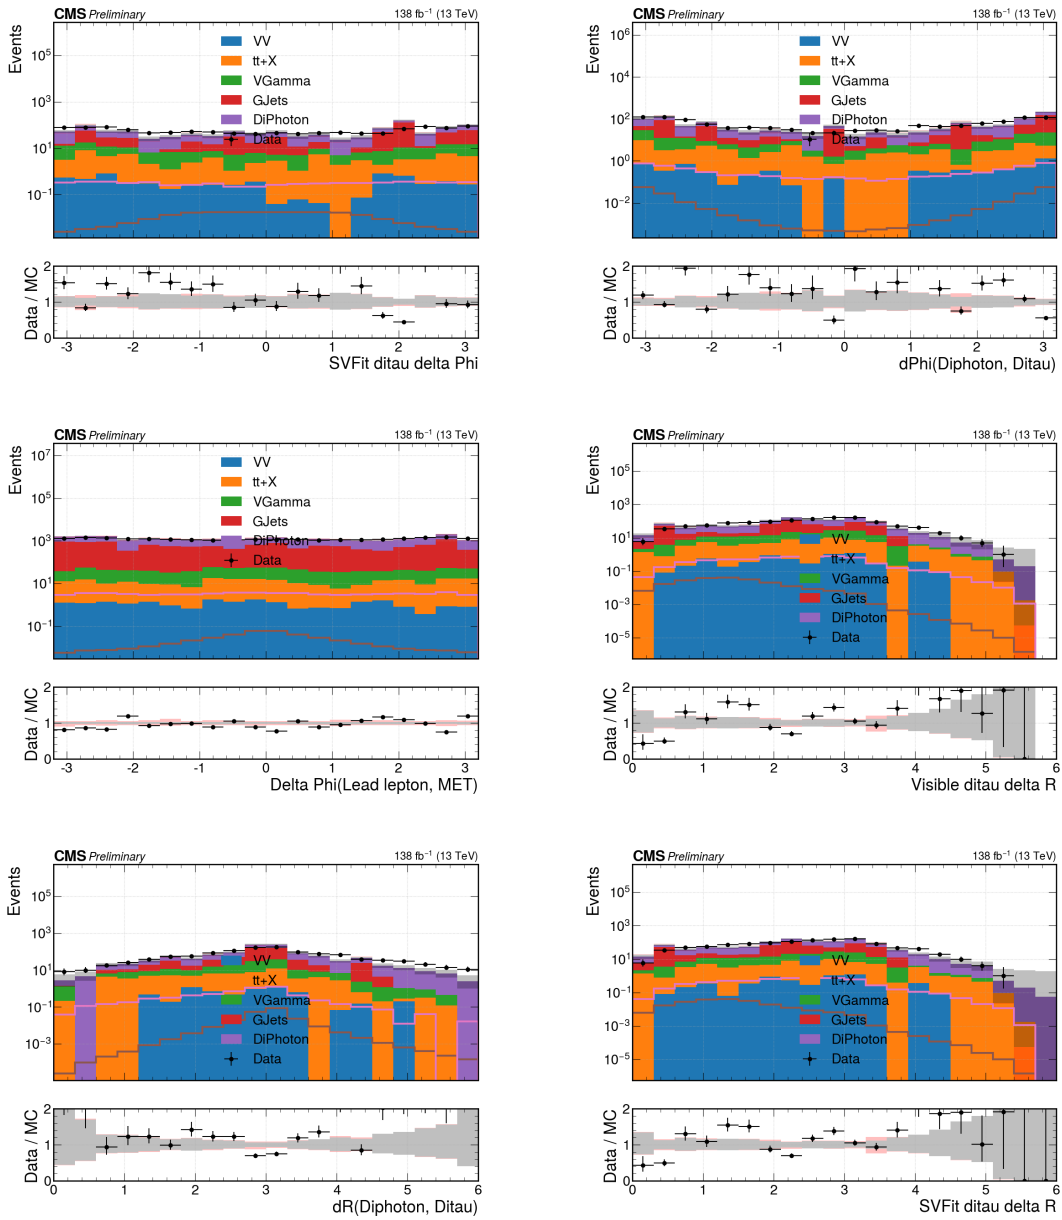 CMS Preliminary 138 fb⁻¹ (13 TeV)
Events
10⁵
10³
10¹
10⁻¹
VV
tt+X
VGamma
GJets
DiPhoton
Data
Data / MC
2
1
0
-3 -2 -1 0 1 2 3
SVFit ditau delta Phi
CMS Preliminary 138 fb⁻¹ (13 TeV)
Events
10⁶
10⁴
10²
10⁰
10⁻²
VV
tt+X
VGamma
GJets
DiPhoton
Data
Data / MC
2
1
0
-3 -2 -1 0 1 2 3
dPhi(Diphoton, Ditau)
CMS Preliminary 138 fb⁻¹ (13 TeV)
Events
10⁷
10⁵
10³
10¹
10⁻¹
VV
tt+X
VGamma
GJets
DiPhoton
Data
Data / MC
2
1
0
-3 -2 -1 0 1 2 3
Delta Phi(Lead lepton, MET)
CMS Preliminary 138 fb⁻¹ (13 TeV)
Events
10⁵
10³
10¹
10⁻¹
10⁻³
10⁻⁵
VV
tt+X
VGamma
GJets
DiPhoton
Data
Data / MC
2
1
0
0 1 2 3 4 5 6
Visible ditau delta R
CMS Preliminary 138 fb⁻¹ (13 TeV)
Events
10⁵
10³
10¹
10⁻¹
10⁻³
VV
tt+X
VGamma
GJets
DiPhoton
Data
Data / MC
2
1
0
0 1 2 3 4 5 6
dR(Diphoton, Ditau)
CMS Preliminary 138 fb⁻¹ (13 TeV)
Events
10⁵
10³
10¹
10⁻¹
10⁻³
10⁻⁵
VV
tt+X
VGamma
GJets
DiPhoton
Data
Data / MC
2
1
0
0 1 2 3 4 5 6
SVFit ditau delta R